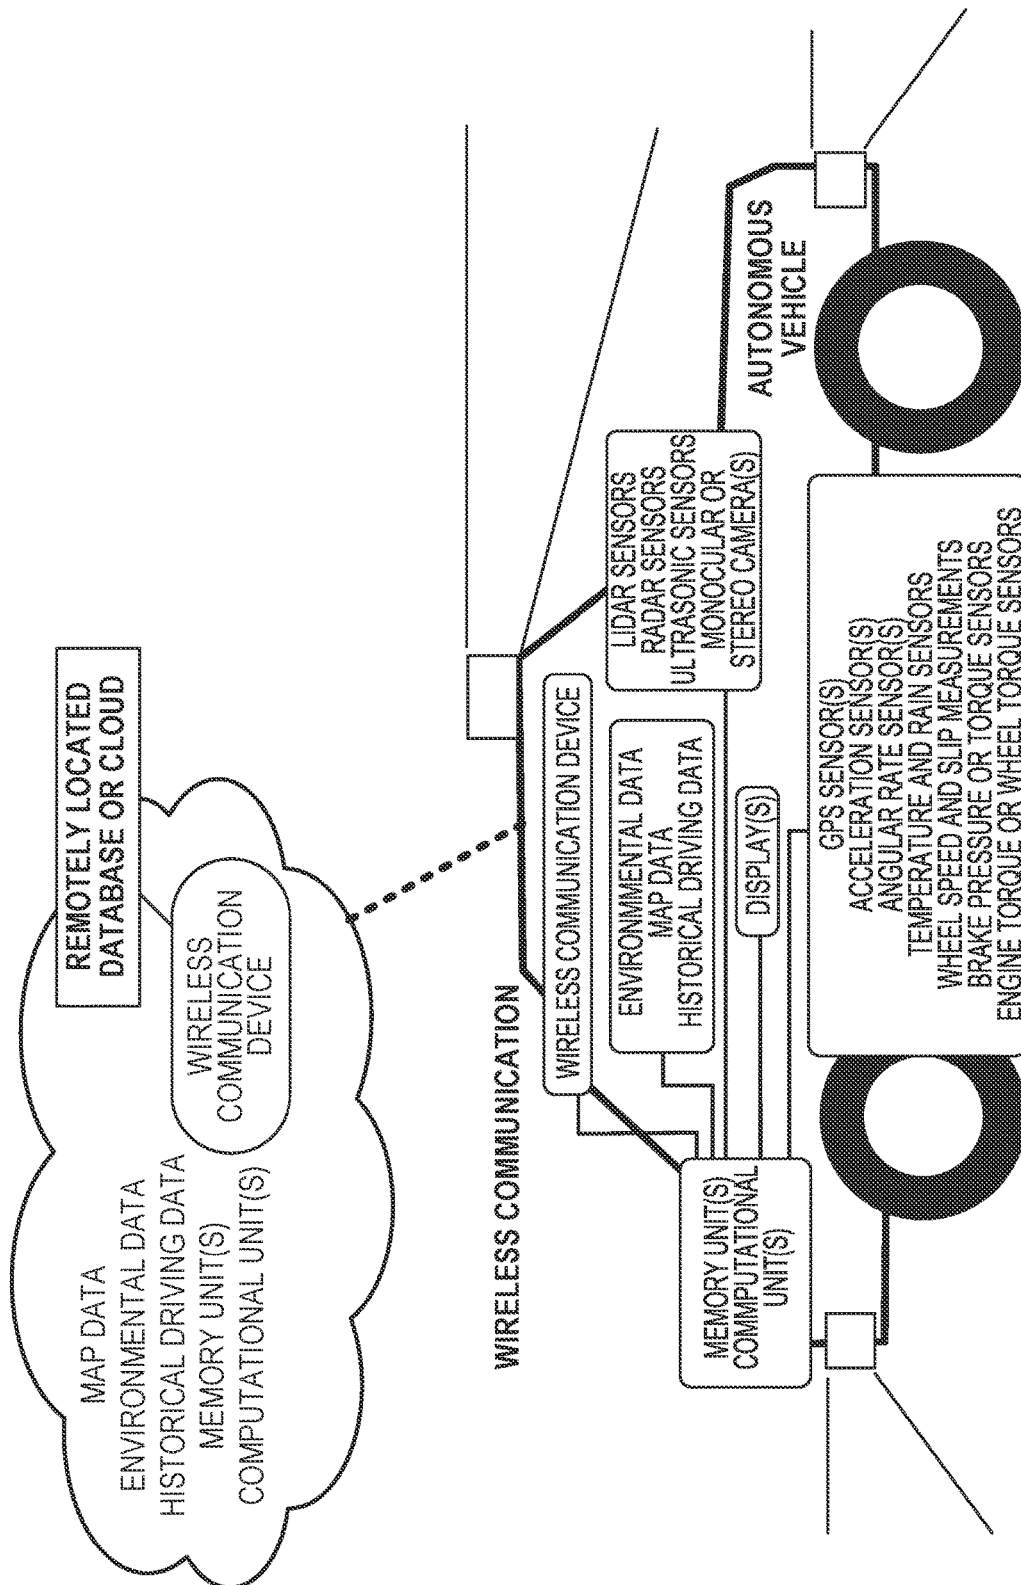 REMOTELY LOCATED
DATABASE OR CLOUD
MAP DATA
ENVIRONMENTAL DATA
HISTORICAL DRIVING DATA
MEMORY UNIT(S)
COMPUTATIONAL UNIT(S)
WIRELESS
COMMUNICATION
DEVICE
WIRELESS COMMUNICATION
WIRELESS COMMUNICATION DEVICE
ENVIRONMMENTAL DATA
MAP DATA
HISTORICAL DRIVING DATA
LIDAR SENSORS
RADAR SENSORS
ULTRASONIC SENSORS
MONOCULAR OR
STEREO CAMERA(S)
MEMORY UNIT(S)
COMMPUTATIONAL
UNIT(S)
DISPLAY(S)
AUTONOMOUS
VEHICLE
GPS SENSOR(S)
ACCELERATION SENSOR(S)
ANGULAR RATE SENSOR(S)
TEMPERATURE AND RAIN SENSORS
WHEEL SPEED AND SLIP MEASUREMENTS
BRAKE PRESSURE OR TORQUE SENSORS
ENGINE TORQUE OR WHEEL TORQUE SENSORS